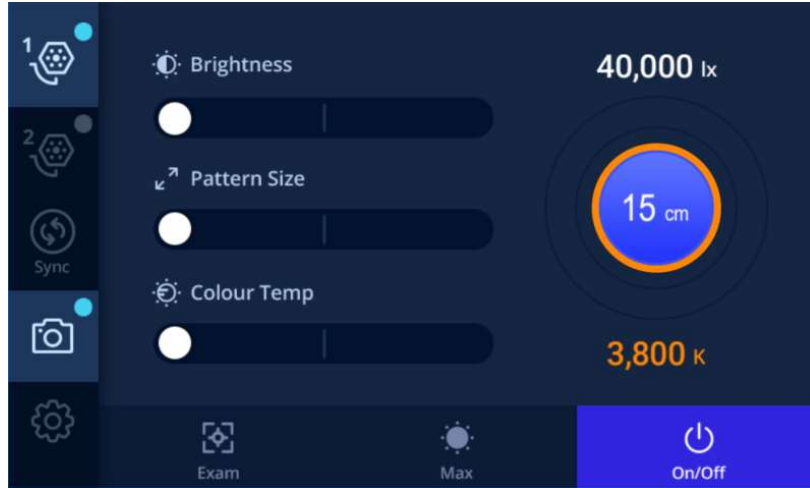 1
2
Sync
Brightness
Pattern Size
Colour Temp
40,000 lx
15 cm
3,800 K
Exam
Max
On/Off